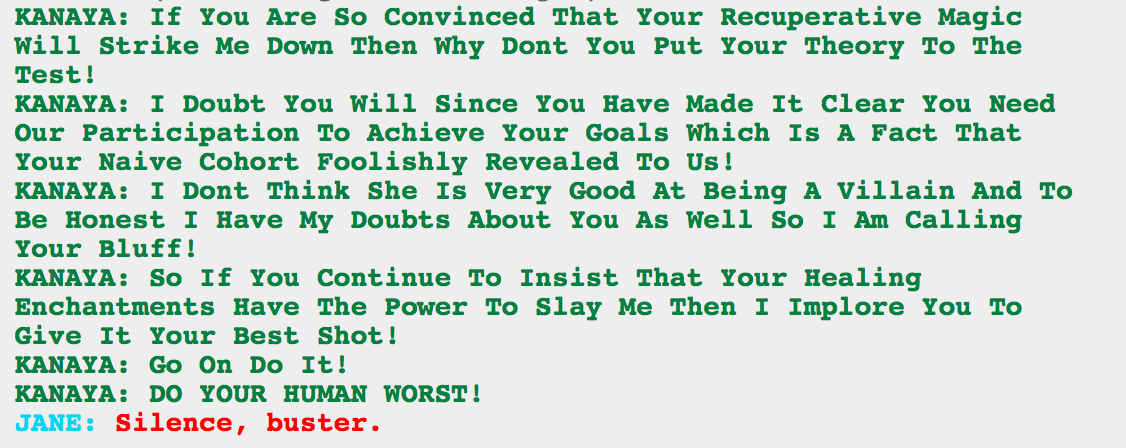 KANAYA: If You Are So Convinced That Your Recuperative Magic
Will Strike Me Down Then Why Dont You Put Your Theory To The
Test!
KANAYA: I Doubt You Will Since You Have Made It Clear You Need
Our Participation To Achieve Your Goals Which Is A Fact That
Your Naive Cohort Foolishly Revealed To Us!
KANAYA: I Dont Think She Is Very Good At Being A Villain And To
Be Honest I Have My Doubts About You As Well So I Am Calling
Your Bluff!
KANAYA: So If You Continue To Insist That Your Healing
Enchantments Have The Power To Slay Me Then I Implore You To
Give It Your Best Shot!
KANAYA: Go On Do It!
KANAYA: DO YOUR HUMAN WORST!
JANE: Silence, buster.